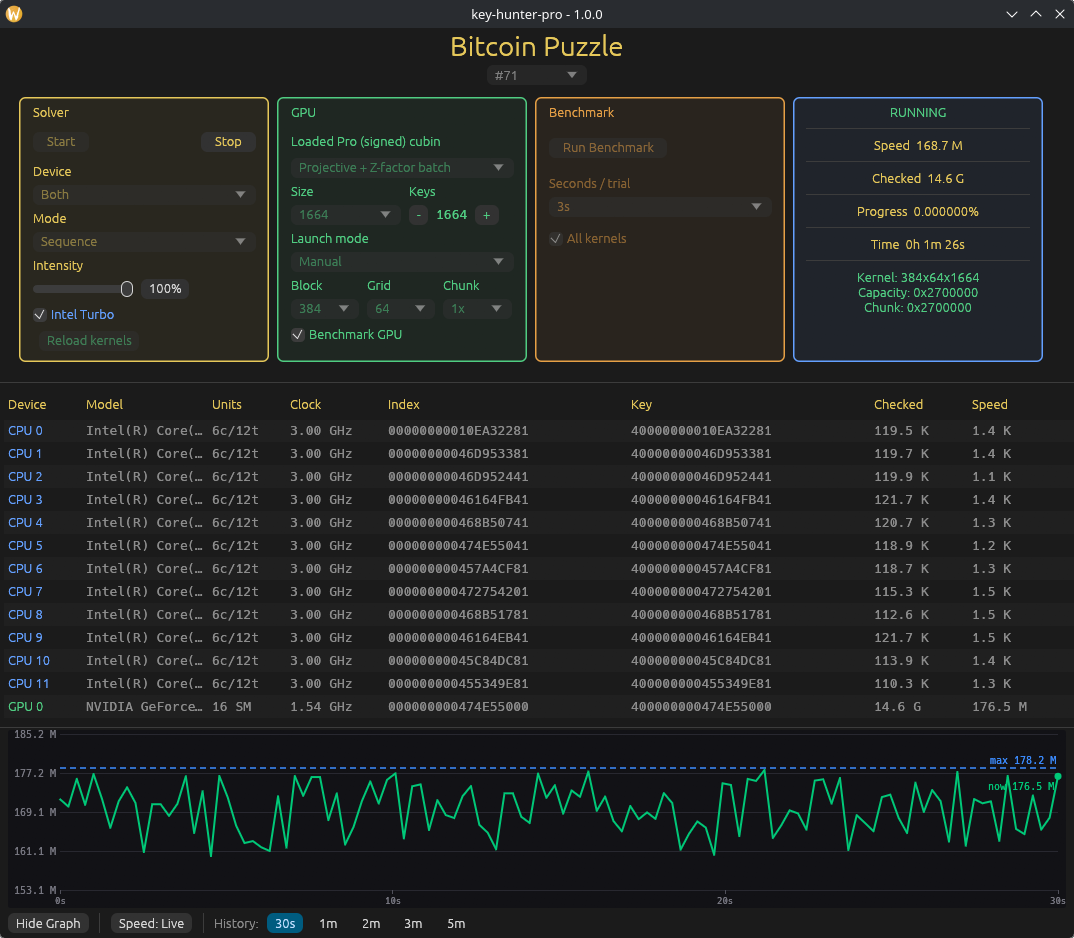 key-hunter-pro - 1.0.0
Bitcoin Puzzle
#71
Solver
Start Stop
Device
Both
Mode
Sequence
Intensity
100%
Intel Turbo
Reload kernels
GPU
Loaded Pro (signed) cubin
Projective + Z-factor batch
Size Keys
1664 - 1664 +
Launch mode
Manual
Block Grid Chunk
384 64 1x
Benchmark GPU
Benchmark
Run Benchmark
Seconds / trial
3s
All kernels
RUNNING
Speed 168.7 M
Checked 14.6 G
Progress 0.000000%
Time 0h 1m 26s
Kernel: 384x64x1664
Capacity: 0x2700000
Chunk: 0x2700000
Device Model Units Clock Index Key Checked Speed
CPU 0 Intel(R) Core(… 6c/12t 3.00 GHz 00000000010EA32281 40000000010EA32281 119.5 K 1.4 K
CPU 1 Intel(R) Core(… 6c/12t 3.00 GHz 00000000046D953381 40000000046D953381 119.7 K 1.4 K
CPU 2 Intel(R) Core(… 6c/12t 3.00 GHz 00000000046D952441 40000000046D952441 119.9 K 1.1 K
CPU 3 Intel(R) Core(… 6c/12t 3.00 GHz 000000000046164FB41 400000000046164FB41 121.7 K 1.4 K
CPU 4 Intel(R) Core(… 6c/12t 3.00 GHz 000000000468B50741 400000000468B50741 120.7 K 1.3 K
CPU 5 Intel(R) Core(… 6c/12t 3.00 GHz 000000000474E55041 400000000474E55041 118.9 K 1.2 K
CPU 6 Intel(R) Core(… 6c/12t 3.00 GHz 000000000457A4CF81 400000000457A4CF81 118.7 K 1.3 K
CPU 7 Intel(R) Core(… 6c/12t 3.00 GHz 000000000472754201 400000000472754201 115.3 K 1.5 K
CPU 8 Intel(R) Core(… 6c/12t 3.00 GHz 000000000468B51781 400000000468B51781 112.6 K 1.5 K
CPU 9 Intel(R) Core(… 6c/12t 3.00 GHz 000000000046164EB41 400000000046164EB41 121.7 K 1.5 K
CPU 10 Intel(R) Core(… 6c/12t 3.00 GHz 00000000045C84DC81 40000000045C84DC81 113.9 K 1.4 K
CPU 11 Intel(R) Core(… 6c/12t 3.00 GHz 000000000455349E81 400000000455349E81 110.3 K 1.3 K
GPU 0 NVIDIA GeForce… 16 SM 1.54 GHz 000000000474E55000 400000000474E55000 14.6 G 176.5 M
185.2 M
max 178.2 M
177.2 M
now 176.5 M
169.1 M
161.1 M
153.1 M
0s 10s 20s 30s
Hide Graph Speed: Live History: 30s 1m 2m 3m 5m